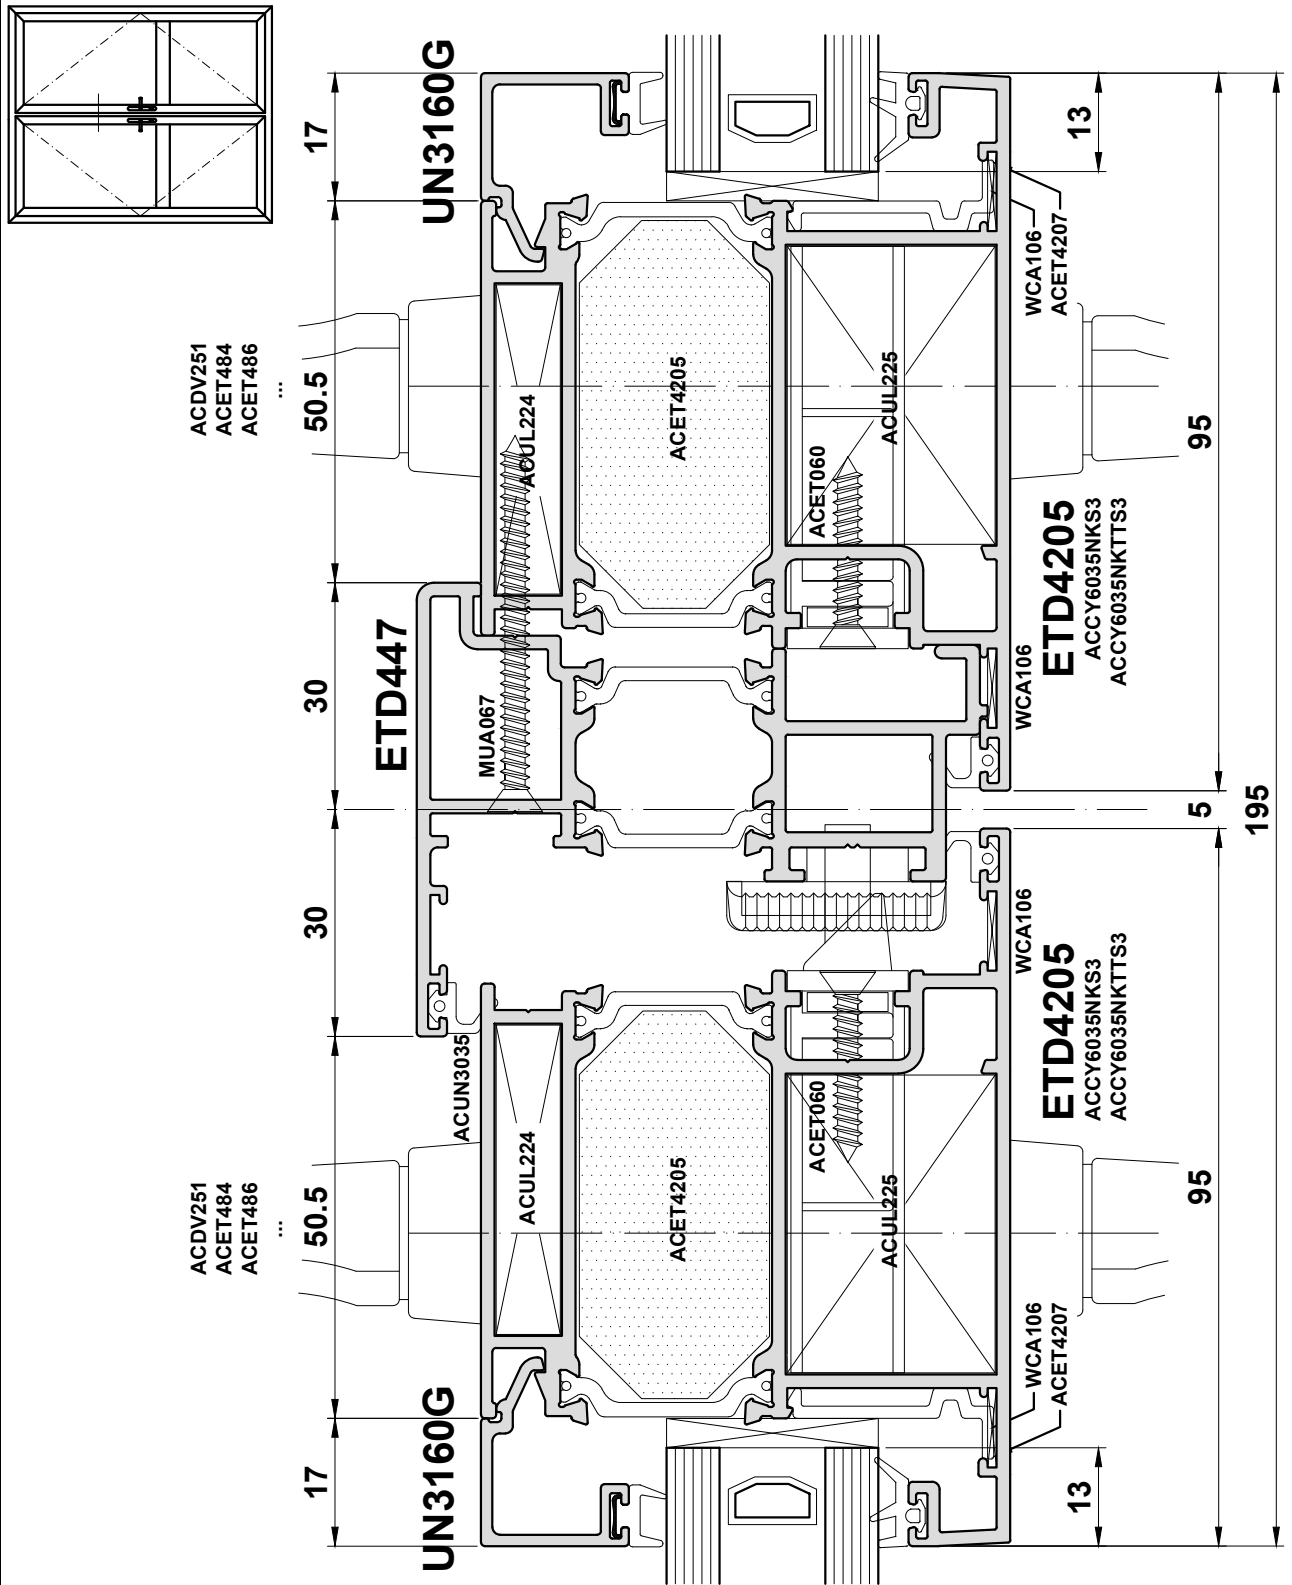 UN3160G
17
13
WCA106
ACET4207
ACDV251
ACET484
ACET486
...
50.5
ACUL224
ACET4205
ACUL225
ACET060
95
ETD4205
ACCY6035NKS3
ACCY6035NKTTS3
ETD447
30
MUA067
WCA106
5
195
30
WCA106
ETD4205
ACCY6035NKS3
ACCY6035NKTTS3
ACUN3035
ACET060
ACDV251
ACET484
ACET486
...
50.5
ACUL224
ACET4205
ACUL225
95
WCA106
ACET4207
UN3160G
17
13